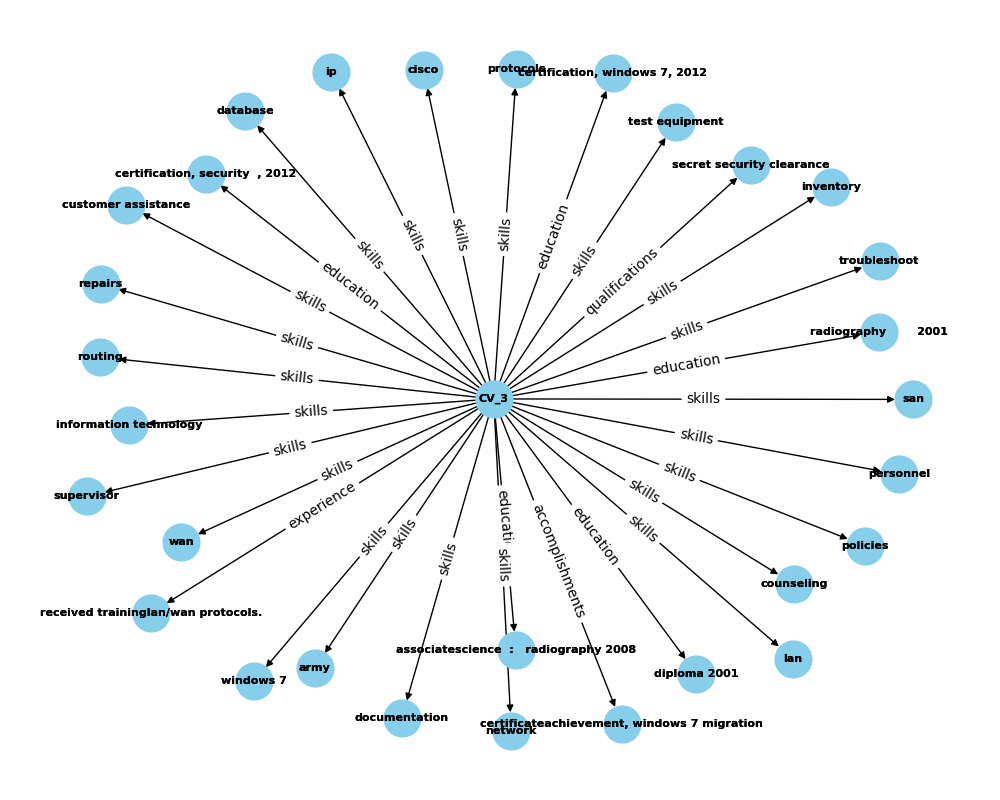 protocols
cisco
ip
certification, windows 7, 2012
database
test equipment
secret security clearance
certification, security  , 2012
inventory
customer assistance
skills
skills
skills
education
skills
skills
troubleshoot
qualifications
skills
education
repairs
skills
skills
radiography      2001
skills
routing
education
skills
CV_3
skills
san
skills
information technology
skills
skills
skills
skills
personnel
supervisor
skills
experience
educati
accomplishments
education
skills
skills
skills
wan
policies
skills
skills
counseling
received traininglan/wan protocols.
associatescience  :   radiography 2008
lan
army
diploma 2001
windows 7
documentation
certificateachievement, windows 7 migration
network